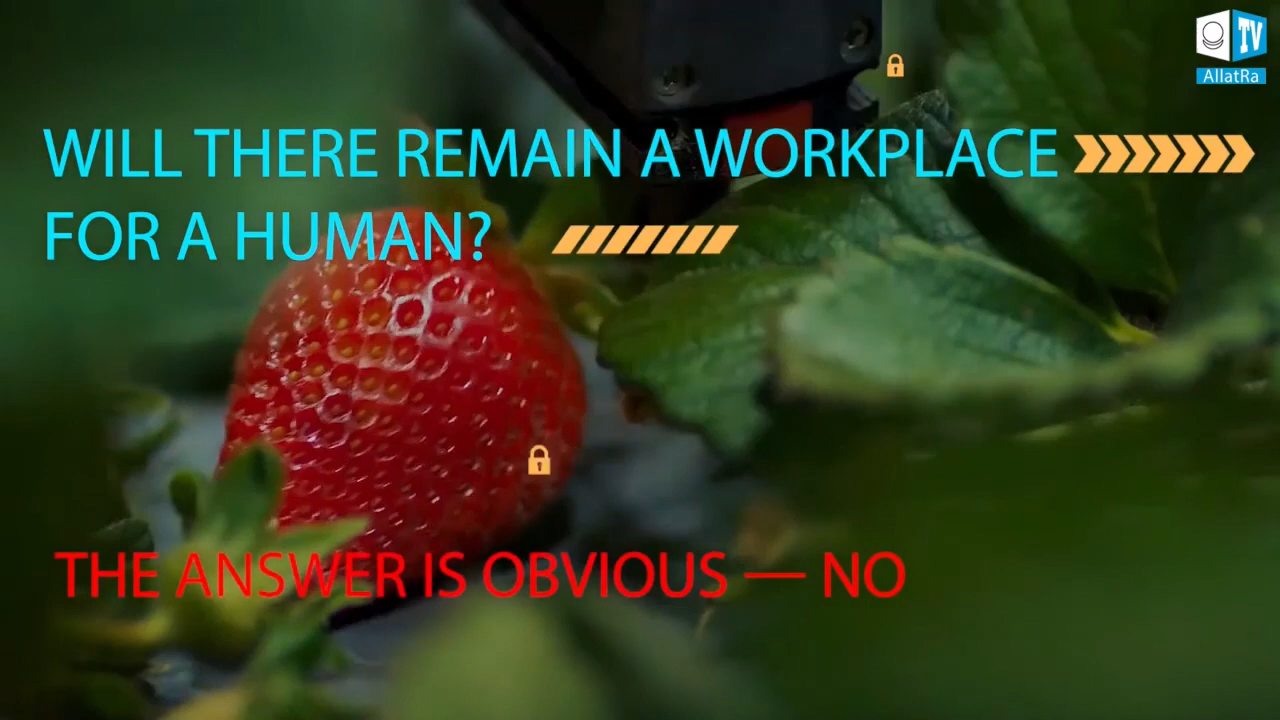 TV
AllatRa
WILL THERE REMAIN A WORKPLACE
FOR A HUMAN?
THE ANSWER IS OBVIOUS — NO